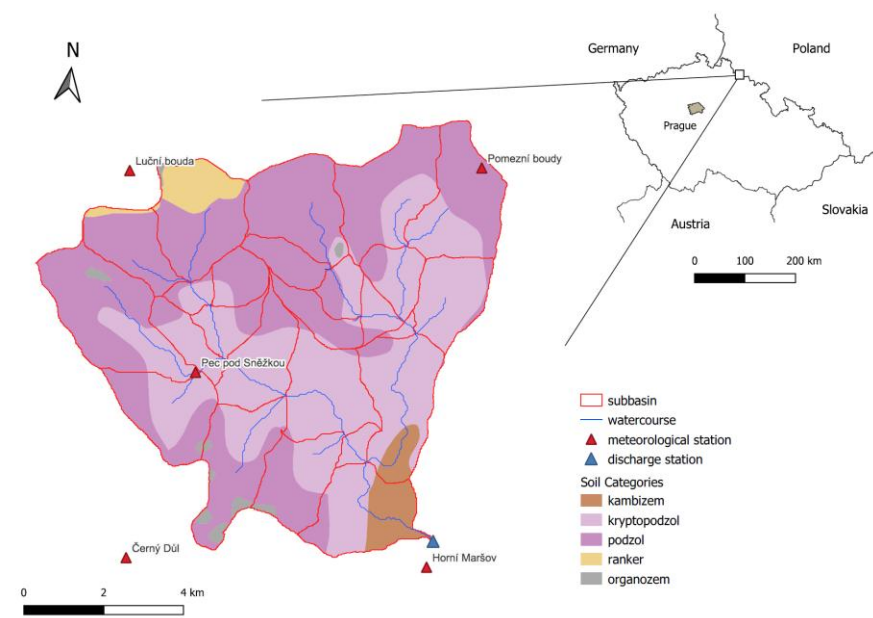 N
Germany
Poland
Prague
Austria
Slovakia
0 100 200 km
Luční bouda
Pomezní boudy
Pec pod Sněžkou
Černý Důl
Horní Maršov
0 2 4 km
subbasin
watercourse
meteorological station
discharge station
Soil Categories
kambizem
kryptopodzol
podzol
ranker
organozem